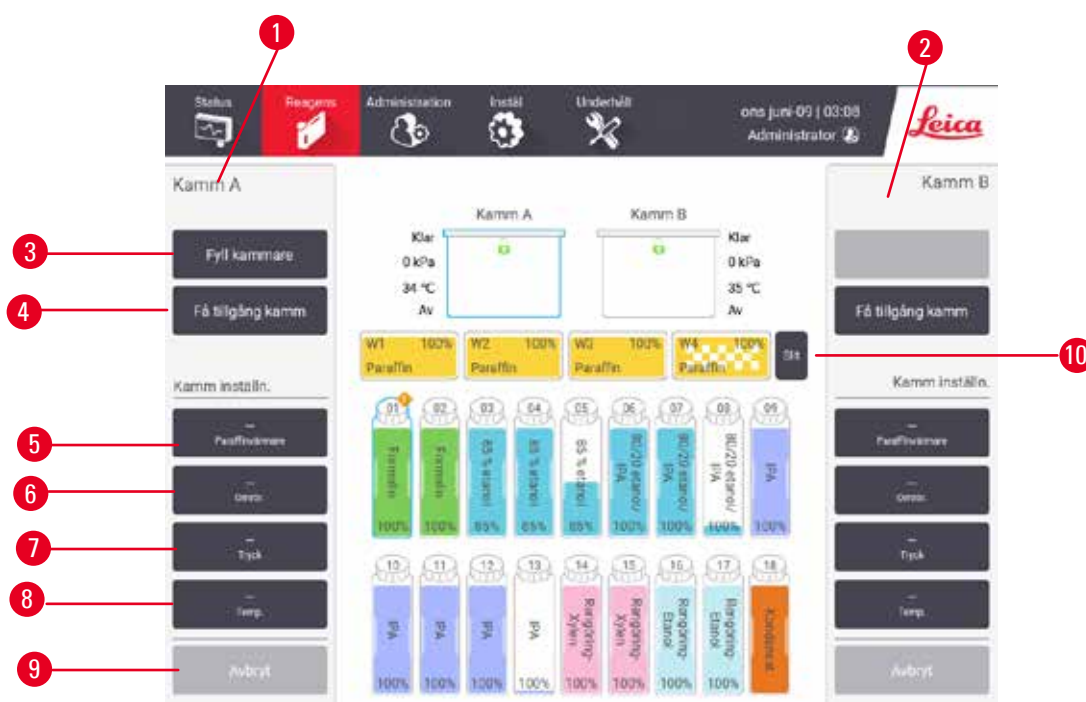 1
2
Status Reagens Administration Inställ Underhåll
ons juni-09 | 03:08
Administrator
Leica
Kamm A
Kamm B
Kamm A Kamm B
Klar Klar
3
Fyll kammare
0 kPa 0 kPa
34 °C 35 °C
4
Få tillgång kamm
Av Av
Få tillgång kamm
W1 100% W2 100% W3 100% W4 100%
Paraffin Paraffin Paraffin Paraffin
10
Kamm inställn.
Kamm inställn.
01 02 03 04 05 06 07 08 09
5
Paraffinvärmare
Paraffinvärmare
Formalin Formalin 85 % etanol 85 % etanol 85 % etanol 80/20 etanol/ IPA 80/20 etanol/ IPA 80/20 etanol/ IPA IPA
6
100% 100% 85% 85% 85% 100% 100% 100% 100%
7
Tryck
Tryck
10 11 12 13 14 15 16 17 18
8
Temp.
Temp.
IPA IPA IPA IPA Rengöring- Xylen Rengöring- Xylen Rengöring- Etanol Rengöring- Etanol Kondensat
9
Avbryt
Avbryt
100% 100% 100% 100% 100% 100% 100% 100%